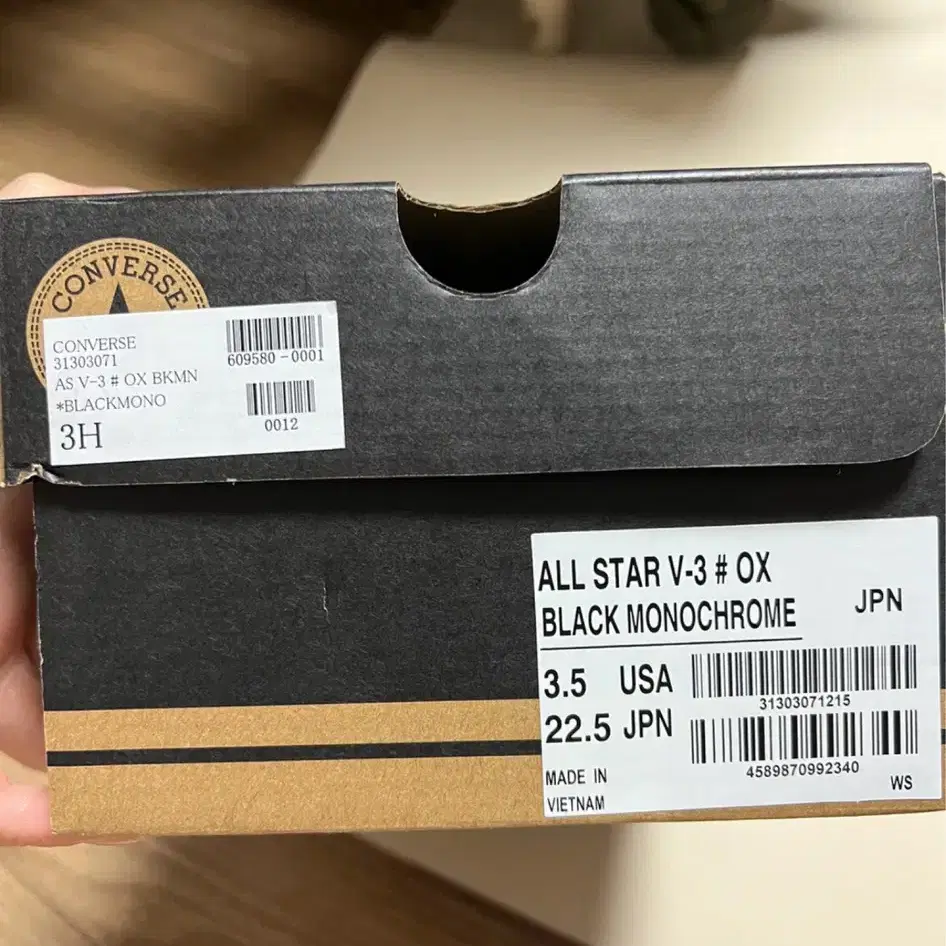 CONVERSE
CONVERSE
31303071
AS V-3 # OX BKMN
*BLACKMONO
3H
609580-0001
0012
ALL STAR V-3 # OX
BLACK MONOCHROME
JPN
3.5 USA
22.5 JPN
31303071215
4589870992340
MADE IN
VIETNAM
WS